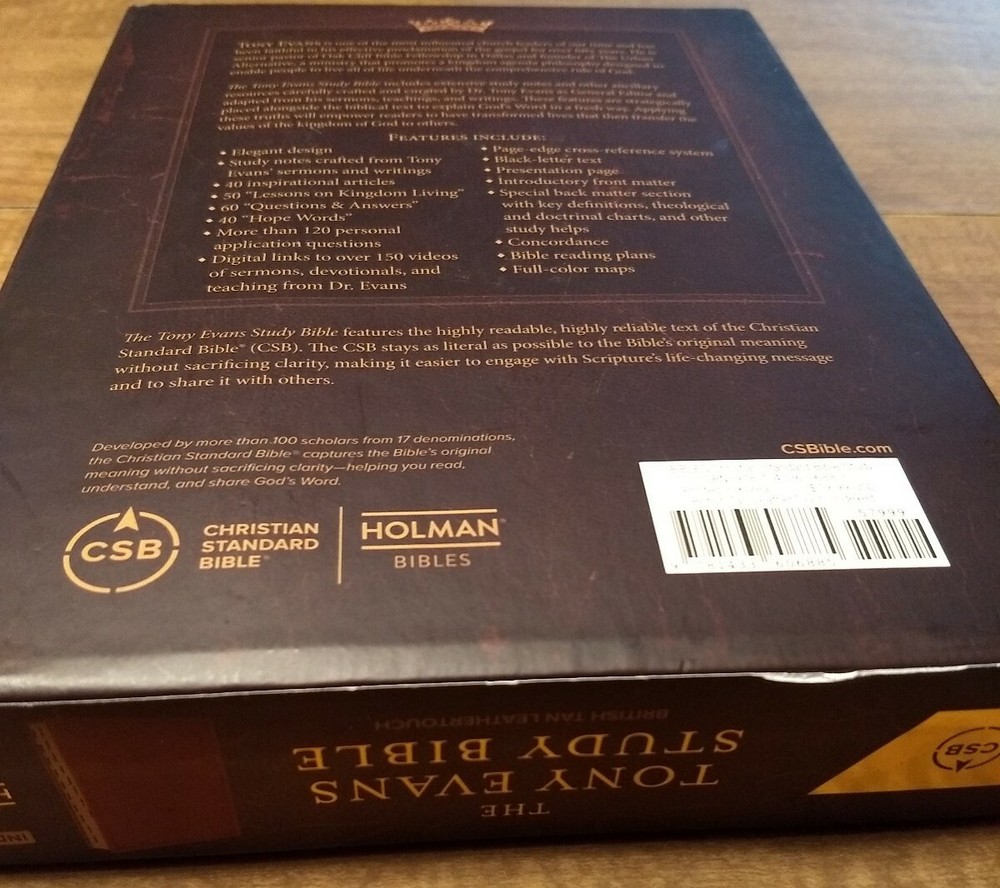 TONY EVANS is one of the most influential church leaders of our time and has
been faithful in his effective proclamation of the gospel for
senior pastor of Oak Cliff Bible Fellowship in Dallas and founder of The Urban
Alternative, a ministry that promotes a kingdom agenda philosophy designed to
enable people to live all of life underneath the comprehensive rule of God.
The Tony Evans Study Bible includes extensive study notes and other ancillary
resources carefully crafted and curated by Dr. Tony Evans as General Editor and
adapted from his sermons, teachings, and writings. These features are strategically
placed alongside the biblical text to explain God's Word in a fresh way. Applying
these truths will empower readers to have transformed lives that then transfer the
values of the kingdom of God to others.
FEATURES INCLUDE:
• Elegant design
• Study notes crafted from Tony
Evans' sermons and writings
• 40 inspirational articles
• 50 "Lessons on Kingdom Living"
• 60 "Questions & Answers"
• 40 "Hope Words"
• More than 120 personal
application questions
• Digital links to over 150 videos
of sermons, devotionals, and
teaching from Dr. Evans
• Page-edge cross-reference system
• Black-letter text
• Presentation page
• Introductory front matter
• Special back matter section
with key definitions, theological
and doctrinal charts, and other
study helps
• Concordance
• Bible reading plans
• Full-color maps
The Tony Evans Study Bible features the highly readable, highly reliable text of the Christian
Standard Bible® (CSB). The CSB stays as literal as possible to the Bible's original meaning
without sacrificing clarity, making it easier to engage with Scripture's life-changing message
and to share it with others.
Developed by more than 100 scholars from 17 denominations,
the Christian Standard Bible® captures the Bible's original
meaning without sacrificing clarity—helping you read,
understand, and share God's Word.
CSB
CHRISTIAN
STANDARD
BIBLE®
HOLMAN®
BIBLES
CSBible.com
57999
THE
TONY EVANS
STUDY BIBLE
BRITISH TAN LEATHERTOUCH
CSB